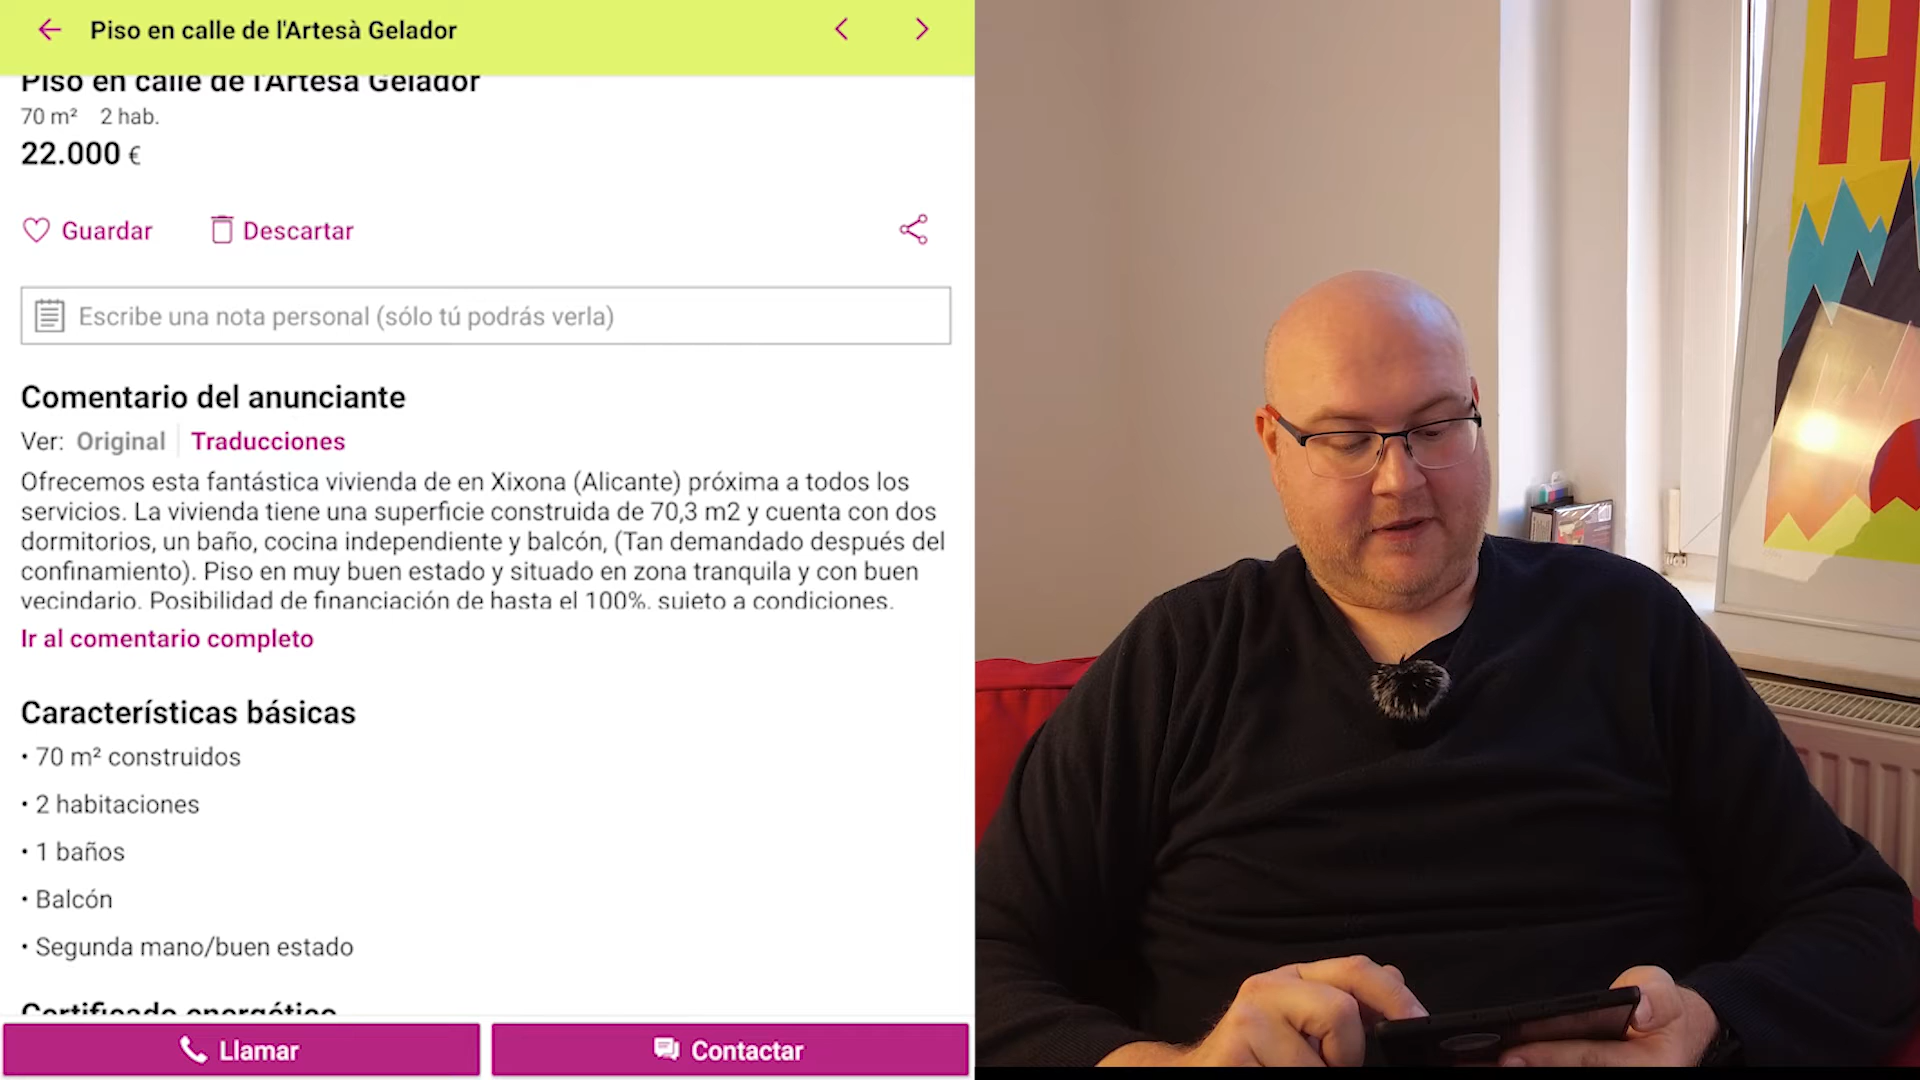 Piso en calle de l'Artesà Gelador
Piso en calle de l'Artesà Gelador
70 m² 2 hab.
22.000 €
Guardar Descartar
Escribe una nota personal (sólo tú podrás verla)
Comentario del anunciante
Ver: Original Traducciones
Ofrecemos esta fantástica vivienda de en Xixona (Alicante) próxima a todos los
servicios. La vivienda tiene una superficie construida de 70,3 m2 y cuenta con dos
dormitorios, un baño, cocina independiente y balcón, (Tan demandado después del
confinamiento). Piso en muy buen estado y situado en zona tranquila y con buen
vecindario. Posibilidad de financiación de hasta el 100%, sujeto a condiciones.
Ir al comentario completo
Características básicas
• 70 m² construidos
• 2 habitaciones
• 1 baños
• Balcón
• Segunda mano/buen estado
Certificado energético
Llamar Contactar
H